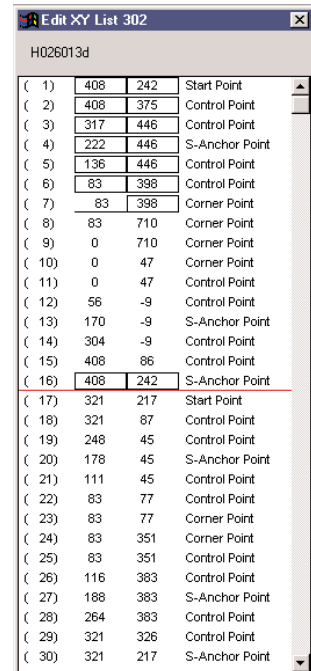 Edit XY List 302
H026013d
( 1) 408 242 Start Point
( 2) 408 375 Control Point
( 3) 317 446 Control Point
( 4) 222 446 S-Anchor Point
( 5) 136 446 Control Point
( 6) 83 398 Control Point
( 7) 83 398 Corner Point
( 8) 83 710 Corner Point
( 9) 0 710 Corner Point
( 10) 0 47 Corner Point
( 11) 0 47 Control Point
( 12) 56 -9 Control Point
( 13) 170 -9 S-Anchor Point
( 14) 304 -9 Control Point
( 15) 408 86 Control Point
( 16) 408 242 S-Anchor Point
( 17) 321 217 Start Point
( 18) 321 87 Control Point
( 19) 248 45 Control Point
( 20) 178 45 S-Anchor Point
( 21) 111 45 Control Point
( 22) 83 77 Control Point
( 23) 83 77 Corner Point
( 24) 83 351 Corner Point
( 25) 83 351 Control Point
( 26) 116 383 Control Point
( 27) 188 383 S-Anchor Point
( 28) 264 383 Control Point
( 29) 321 326 Control Point
( 30) 321 217 S-Anchor Point